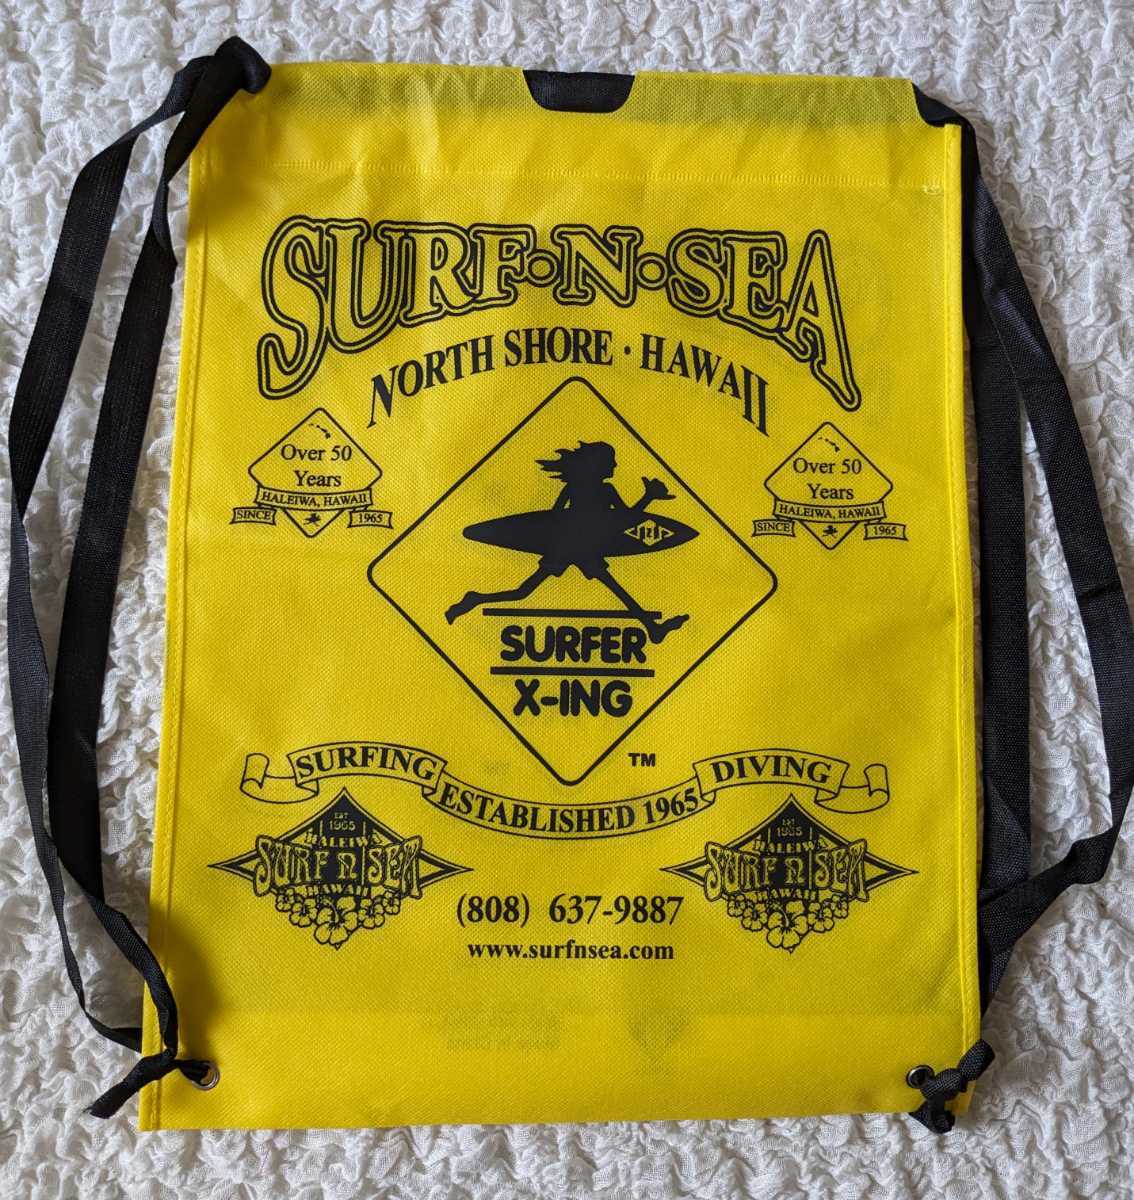 SURF•N•SEA
NORTH SHORE • HAWAII
Over 50
Years
HALEIWA, HAWAII
SINCE 1965
Over 50
Years
HALEIWA, HAWAII
SINCE 1965
SURFER
X-ING
TM
SURFING
ESTABLISHED 1965
DIVING
EST
1965
HALEIWA
SURF N SEA
HAWAII
EST
1965
HALEIWA
SURF N SEA
HAWAII
(808) 637-9887
www.surfnsea.com